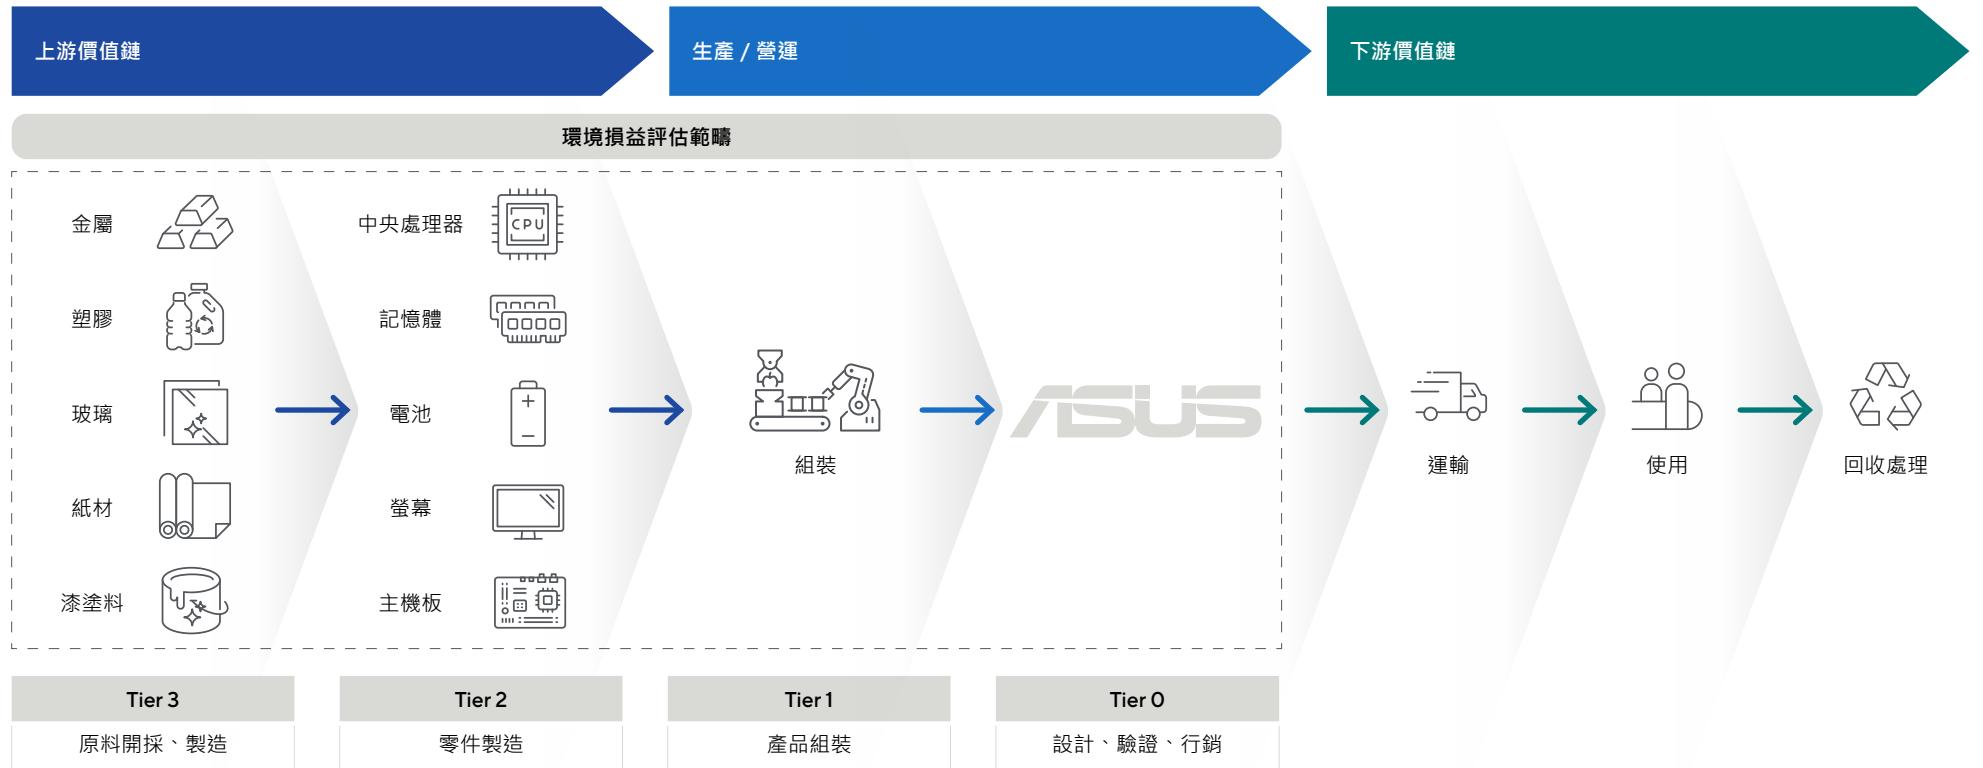 上游價值鏈
生產 / 營運
下游價值鏈
環境損益評估範疇
金屬
塑膠
玻璃
紙材
漆塗料
中央處理器
CPU
記憶體
電池
螢幕
主機板
組裝
ASUS
運輸
使用
回收處理
Tier 3
原料開採、製造
Tier 2
零件製造
Tier 1
產品組裝
Tier 0
設計、驗證、行銷